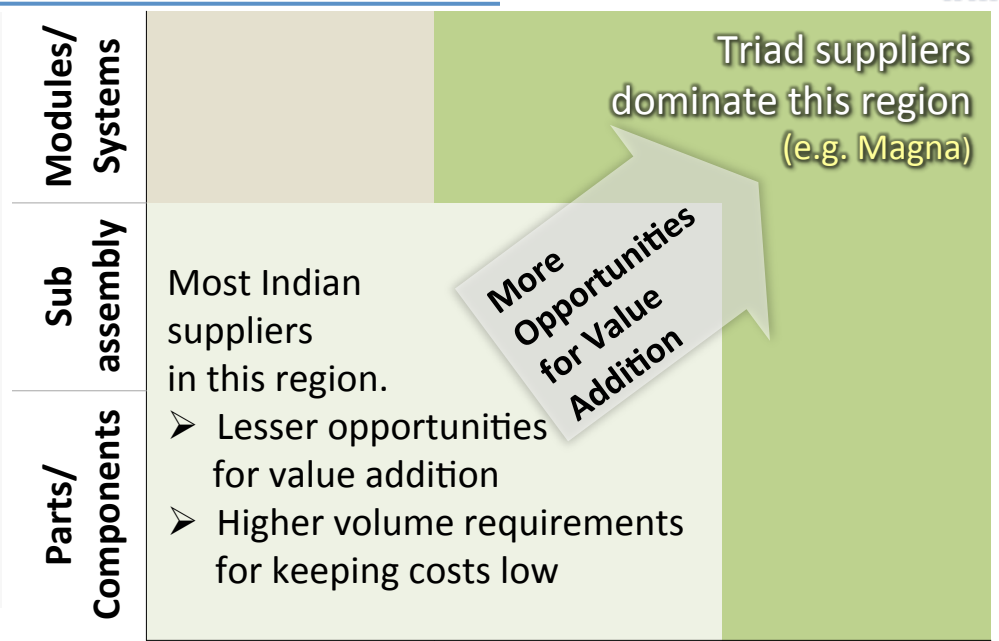 Modules/
Systems
Triad suppliers
dominate this region
(e.g. Magna)
Sub
assembly
Most Indian
suppliers
in this region.
➢ Lesser opportunities
for value addition
➢ Higher volume requirements
for keeping costs low
More
Opportunities
for Value
Addition
Parts/
Components